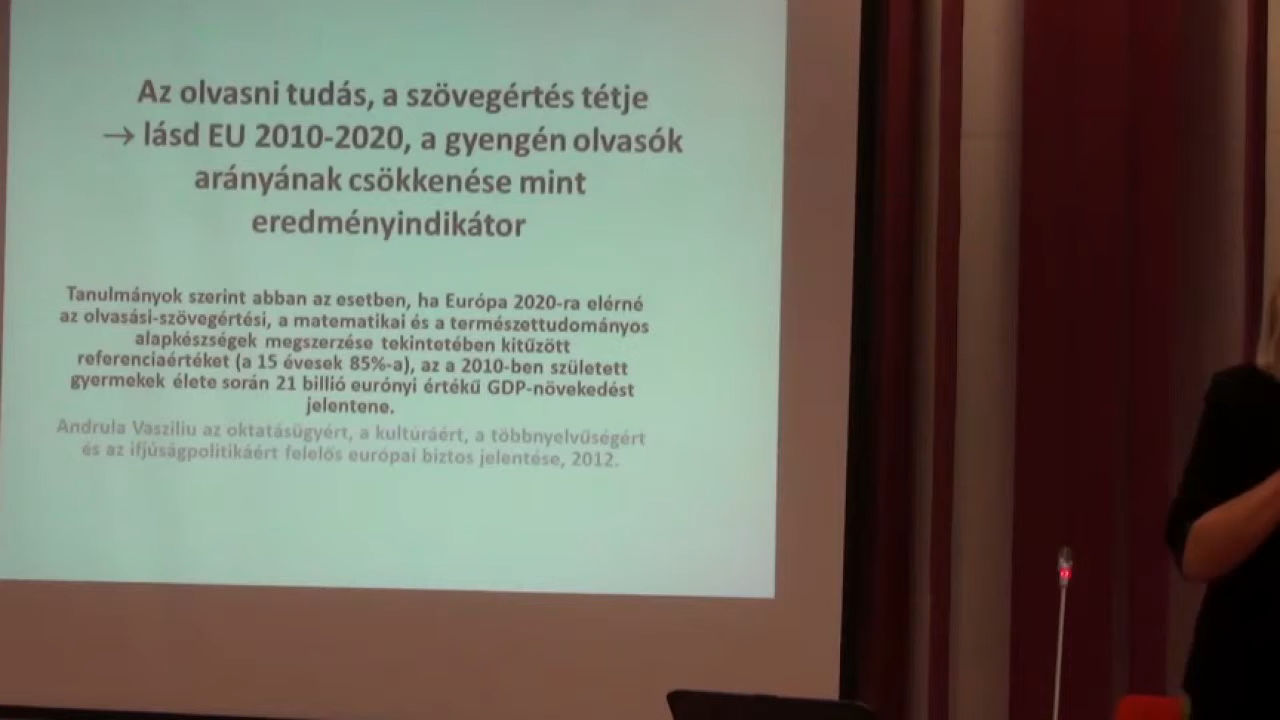 Az olvasni tudás, a szövegértés tétje
→ lásd EU 2010-2020, a gyengén olvasók
arányának csökkenése mint
eredményindikátor
Tanulmányok szerint abban az esetben, ha Európa 2020-ra elérné
az olvasási-szövegértési, a matematikai és a természettudományos
alapkészségek megszerzése tekintetében kitűzött
referenciaértéket (a 15 évesek 85%-a), az a 2010-ben született
gyermekek élete során 21 billió eurónyi értékű GDP-növekedést
jelentene.
Andrula Vasziliu az oktatásügyért, a kultúráért, a többnyelvűségért
és az ifjúságpolitikáért felelős európai biztos jelentése, 2012.